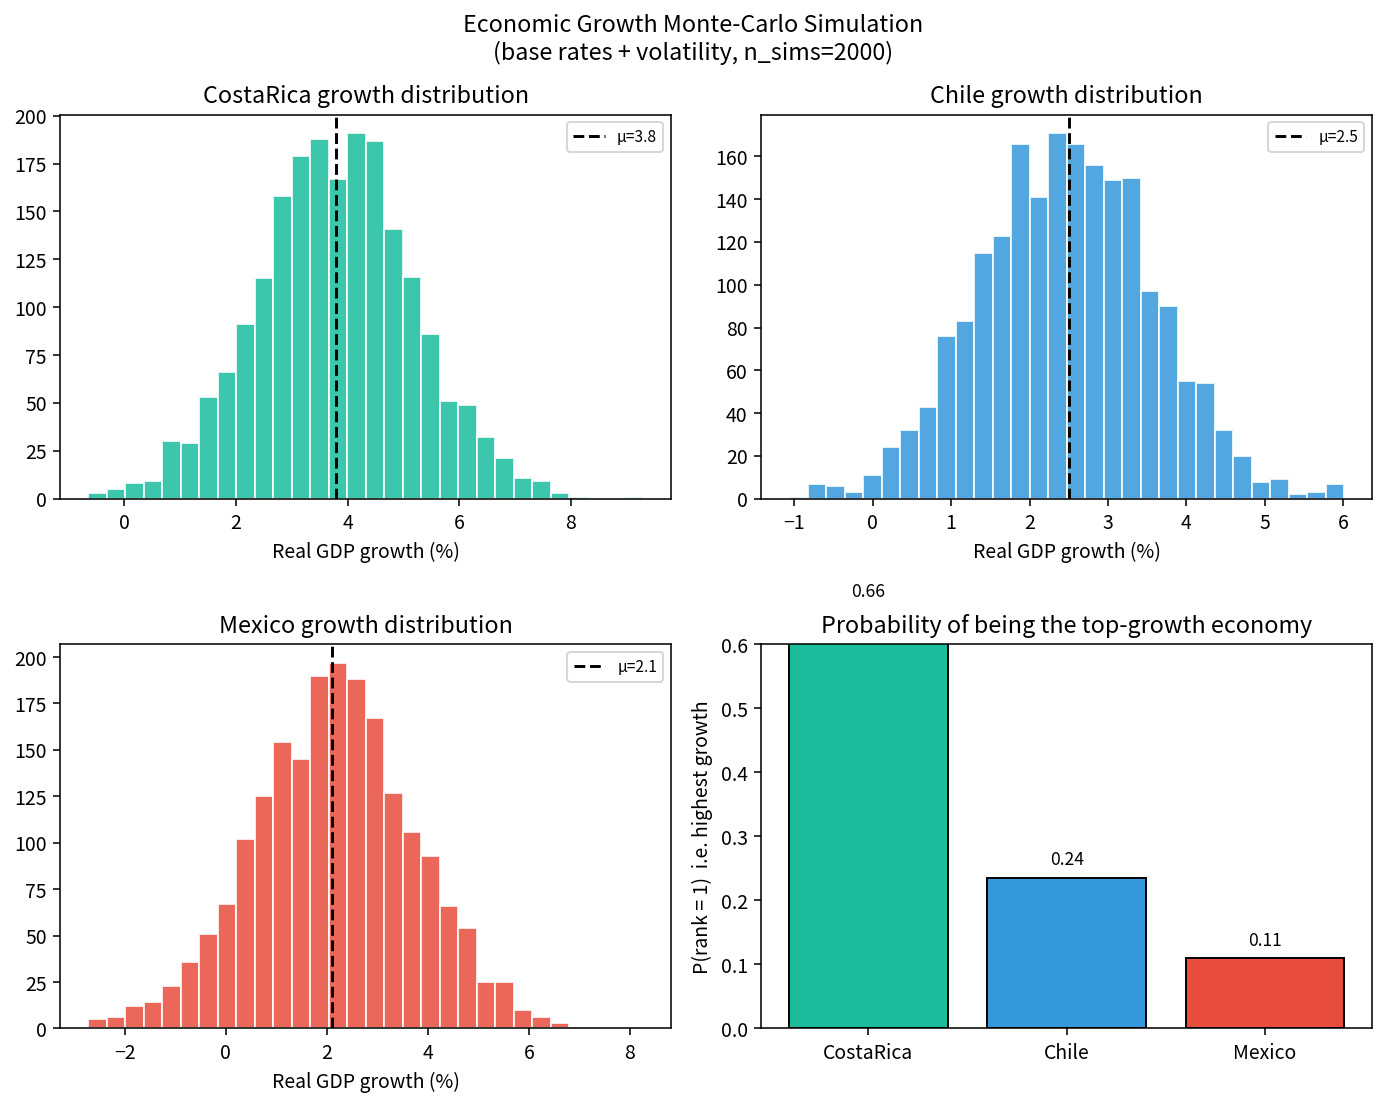 Economic Growth Monte-Carlo Simulation
(base rates + volatility, n_sims=2000)
CostaRica growth distribution
μ=3.8
200
175
150
125
100
75
50
25
0
0 2 4 6 8
Real GDP growth (%)
Chile growth distribution
μ=2.5
160
140
120
100
80
60
40
20
0
−1 0 1 2 3 4 5 6
Real GDP growth (%)
Mexico growth distribution
μ=2.1
200
175
150
125
100
75
50
25
0
−2 0 2 4 6 8
Real GDP growth (%)
0.66
Probability of being the top-growth economy
P(rank = 1)  i.e. highest growth
0.6
0.5
0.4
0.3
0.2
0.1
0.0
0.24
0.11
CostaRica Chile Mexico